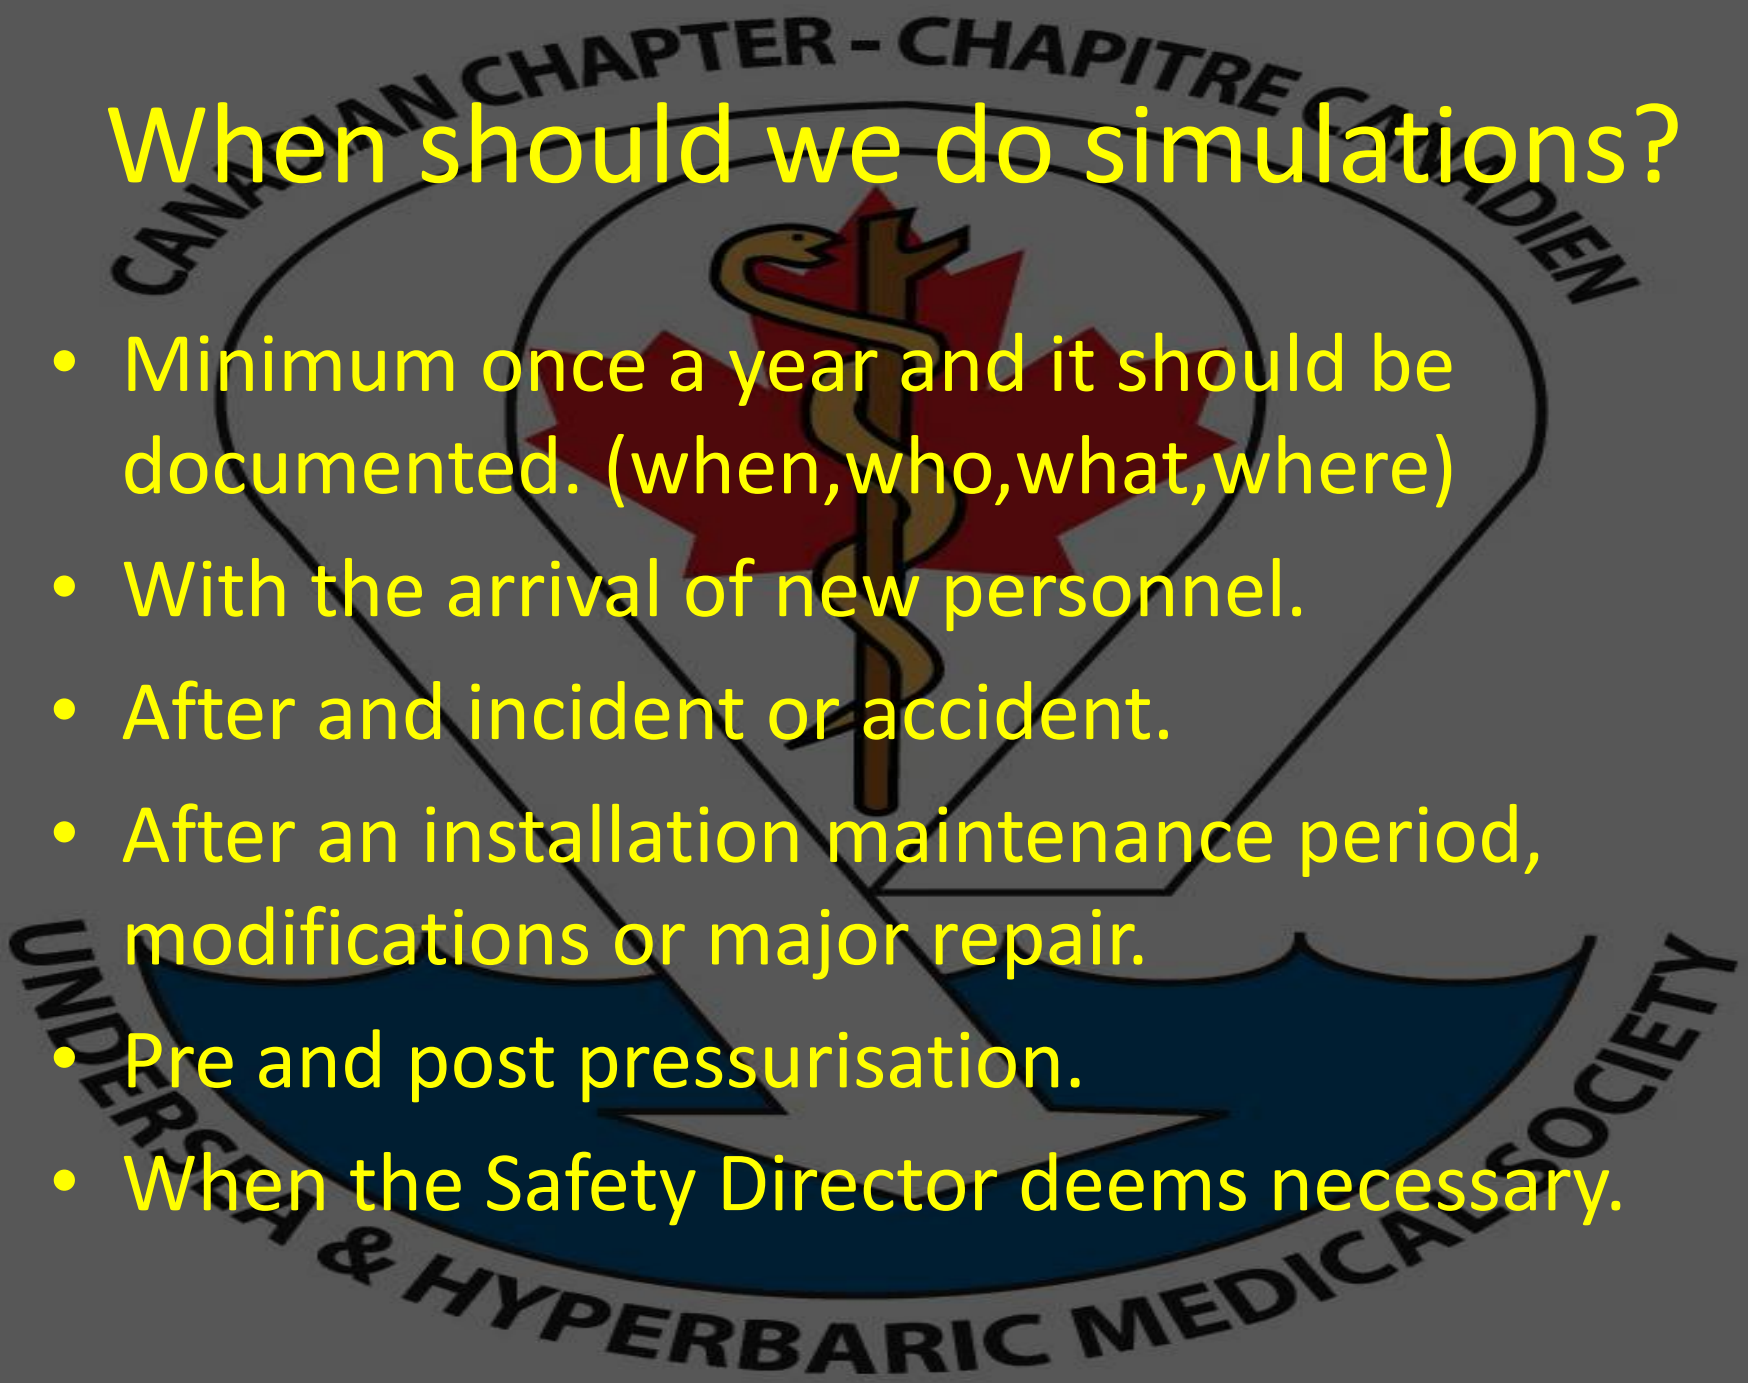 CANADIAN CHAPTER - CHAPITRE CANADIEN
When should we do simulations?
• Minimum once a year and it should be
documented. (when,who,what,where)
• With the arrival of new personnel.
• After and incident or accident.
• After an installation maintenance period,
modifications or major repair.
• Pre and post pressurisation.
• When the Safety Director deems necessary.
UNDERSEA & HYPERBARIC MEDICAL SOCIETY